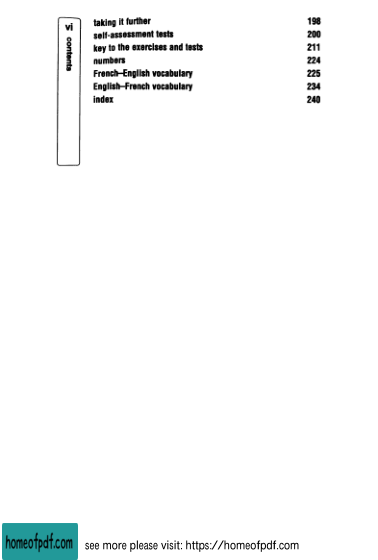 vi
contents
taking it further 198
self-assessment tests 200
key to the exercises and tests 211
numbers 224
French–English vocabulary 225
English–French vocabulary 234
index 240
homeofpdf.com
see more please visit: https://homeofpdf.com